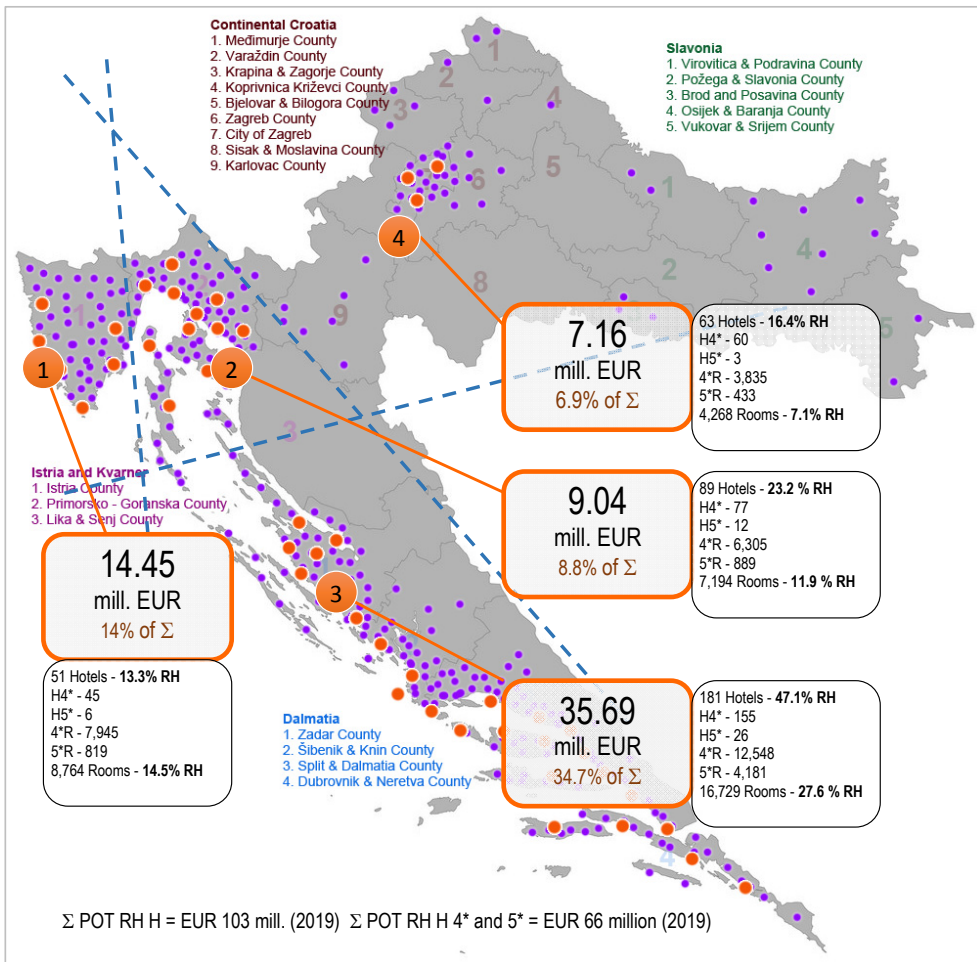 Continental Croatia
1. Međimurje County
2. Varaždin County
3. Krapina & Zagorje County
4. Koprivnica Križevci County
5. Bjelovar & Bilogora County
6. Zagreb County
7. City of Zagreb
8. Sisak & Moslavina County
9. Karlovac County
Slavonia
1. Virovitica & Podravina County
2. Požega & Slavonia County
3. Brod and Posavina County
4. Osijek & Baranja County
5. Vukovar & Srijem County
1
2
3
4
5
6
1
4
2
5
8
9
1
2
3
4
4
1
2
3
7.16
mill. EUR
6.9% of Σ
63 Hotels - 16.4% RH
H4* - 60
H5* - 3
4*R - 3,835
5*R - 433
4,268 Rooms - 7.1% RH
Istria and Kvarner
1. Istria County
2. Primorsko - Goranska County
3. Lika & Senj County
9.04
mill. EUR
8.8% of Σ
89 Hotels - 23.2 % RH
H4* - 77
H5* - 12
4*R - 6,305
5*R - 889
7,194 Rooms - 11.9 % RH
14.45
mill. EUR
14% of Σ
51 Hotels - 13.3% RH
H4* - 45
H5* - 6
4*R - 7,945
5*R - 819
8,764 Rooms - 14.5% RH
Dalmatia
1. Zadar County
2. Šibenik & Knin County
3. Split & Dalmatia County
4. Dubrovnik & Neretva County
35.69
mill. EUR
34.7% of Σ
181 Hotels - 47.1% RH
H4* - 155
H5* - 26
4*R - 12,548
5*R - 4,181
16,729 Rooms - 27.6 % RH
Σ POT RH H = EUR 103 mill. (2019) Σ POT RH H 4* and 5* = EUR 66 million (2019)